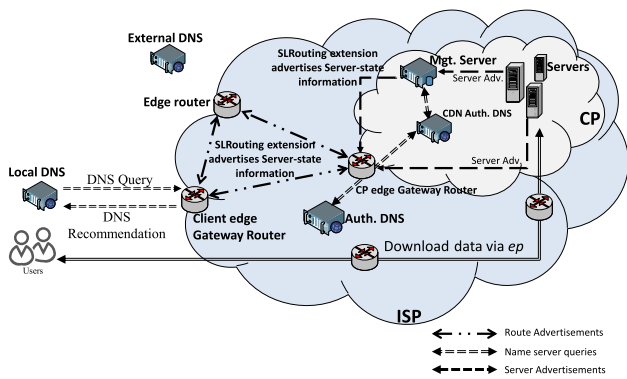 External DNS
SLRouting extension
advertises Server-state
information
Mgt. Server
Servers
Server Adv.
CP
Edge router
CDN Auth. DNS
SLRouting extension
advertises Server-state
information
Server Adv.
Local DNS
DNS Query
DNS
Recommendation
CP edge Gateway Router
Client edge
Gateway Router
Auth. DNS
Users
Download data via ep
ISP
Route Advertisements
Name server queries
Server Advertisements